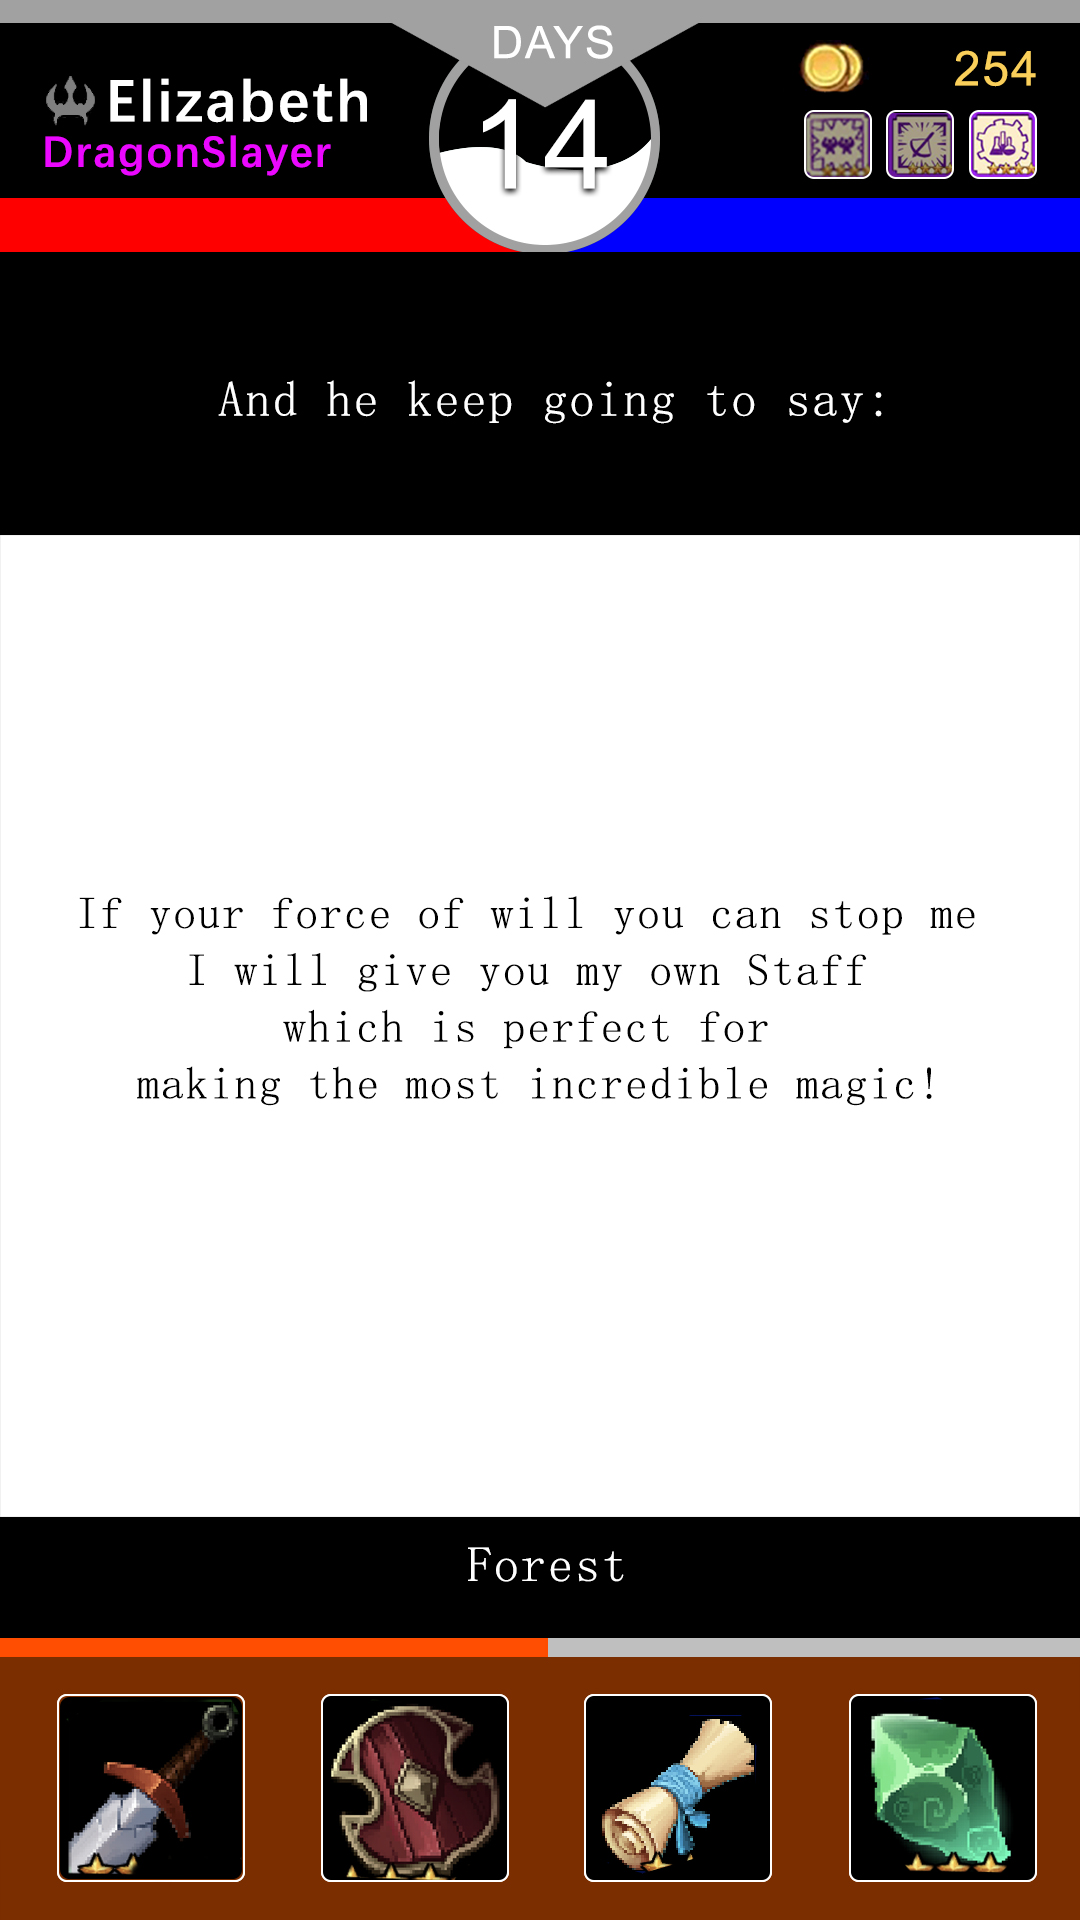 DAYS
14
254
Elizabeth
DragonSlayer
And he keep going to say:
If your force of will you can stop me
I will give you my own Staff
which is perfect for
making the most incredible magic!
Forest